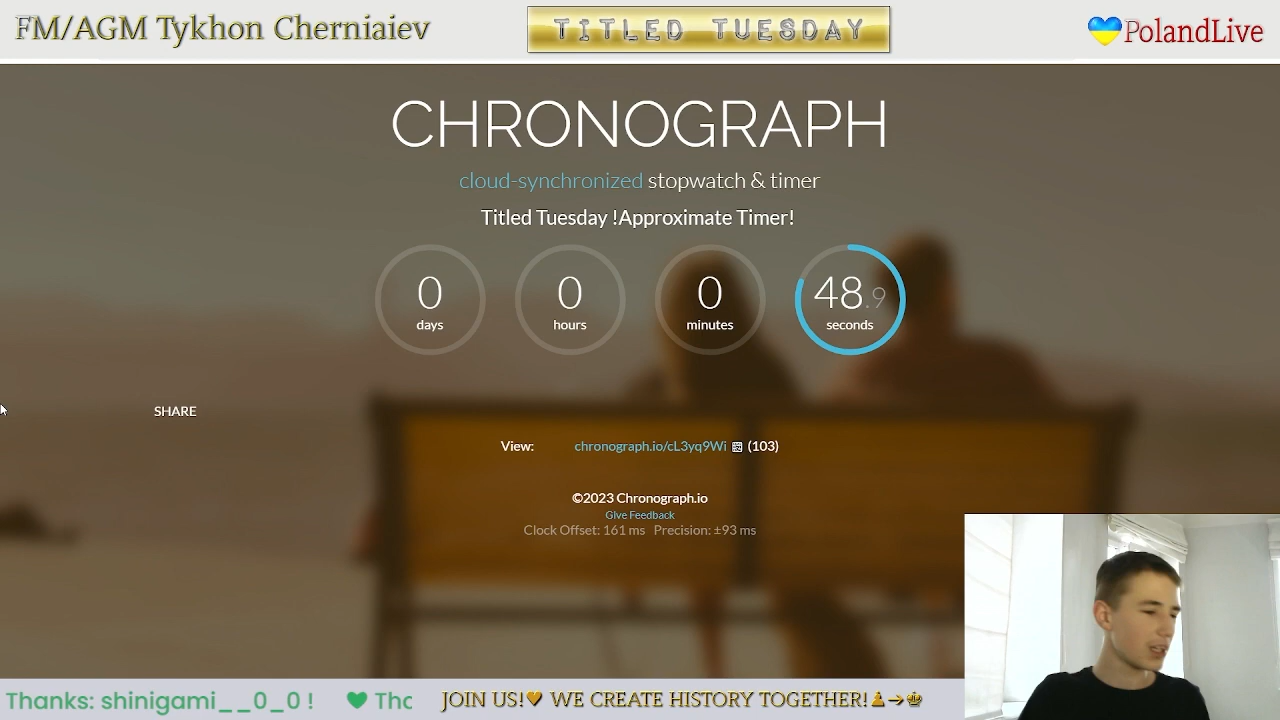 FM/AGM Tykhon Cherniaiev
TITLED TUESDAY
PolandLive
CHRONOGRAPH
cloud-synchronized stopwatch & timer
Titled Tuesday !Approximate Timer!
0 0 0 48.9
days hours minutes seconds
SHARE
View: chronograph.io/cL3yq9Wi (103)
©2023 Chronograph.io
Give Feedback
Clock Offset: 161 ms Precision: ±93 ms
Thanks: shinigami__0_0 ! Tha
JOIN US! WE CREATE HISTORY TOGETHER!